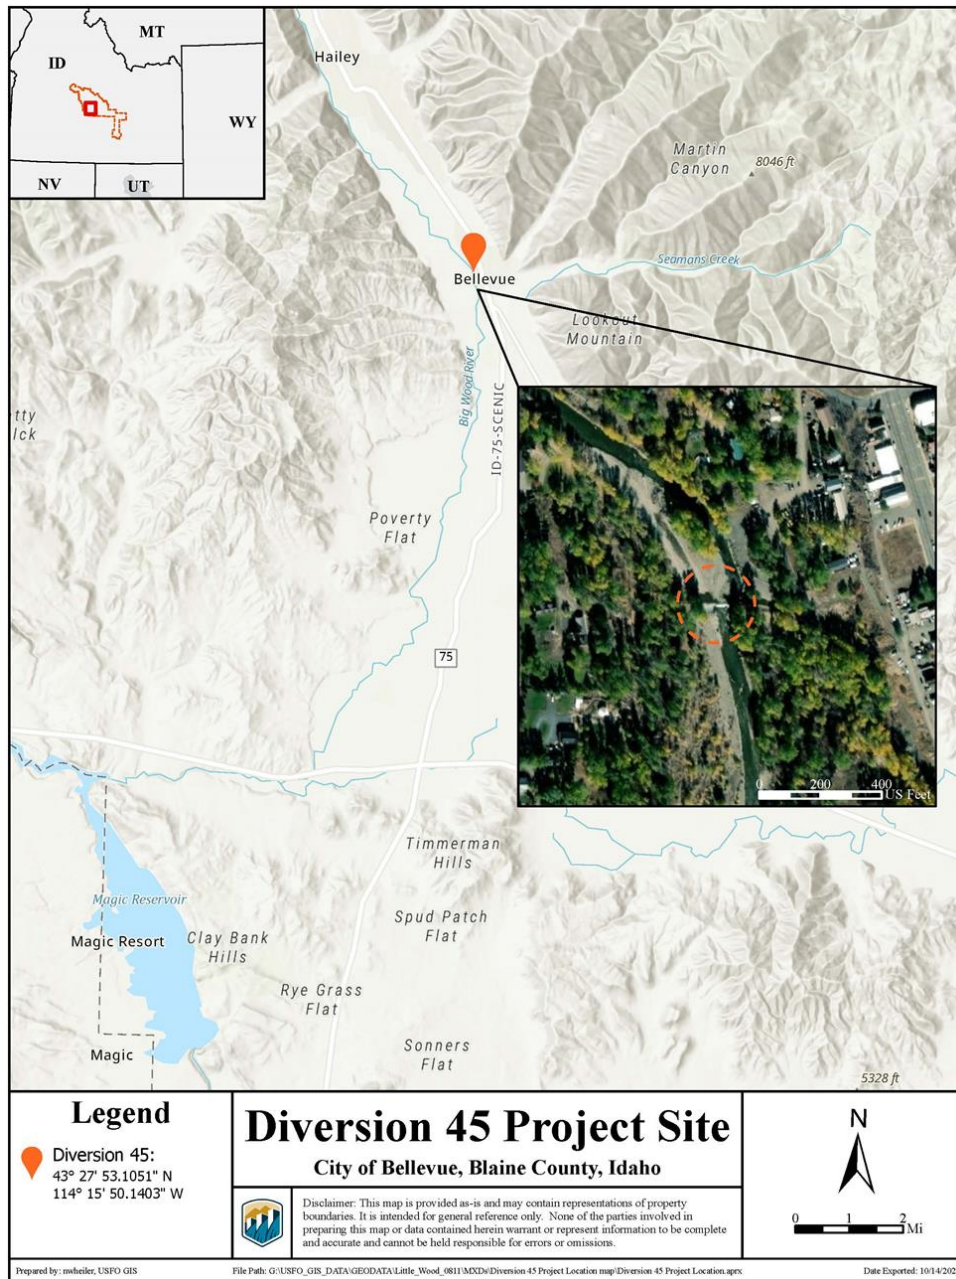 MT
ID
WY
NV
UT
Hailey
Martin
Canyon
8046 ft
Seamans Creek
Bellevue
Lookout
Mountain
Big Wood River
ID-75-SCENIC
Poverty
Flat
75
0 200 400
US Feet
Timmerman
Hills
Magic Reservoir
Magic Resort
Clay Bank
Hills
Spud Patch
Flat
Rye Grass
Flat
Sonners
Flat
Magic
5328 ft
Legend
Diversion 45:
43° 27' 53.1051" N
114° 15' 50.1403" W
Diversion 45 Project Site
City of Bellevue, Blaine County, Idaho
Disclaimer: This map is provided as-is and may contain representations of property
boundaries. It is intended for general reference only. None of the parties involved in
preparing this map or data contained herein warrant or represent information to be complete
and accurate and cannot be held responsible for errors or omissions.
N
0 1 2
Mi
Prepared by: nwheiler, USFO GIS
File Path: G:\USFO_GIS_DATA\GEODATA\Little_Wood_0811\MXDs\Diversion 45 Project Location map\Diversion 45 Project Location.aprx
Date Exported: 10/14/202